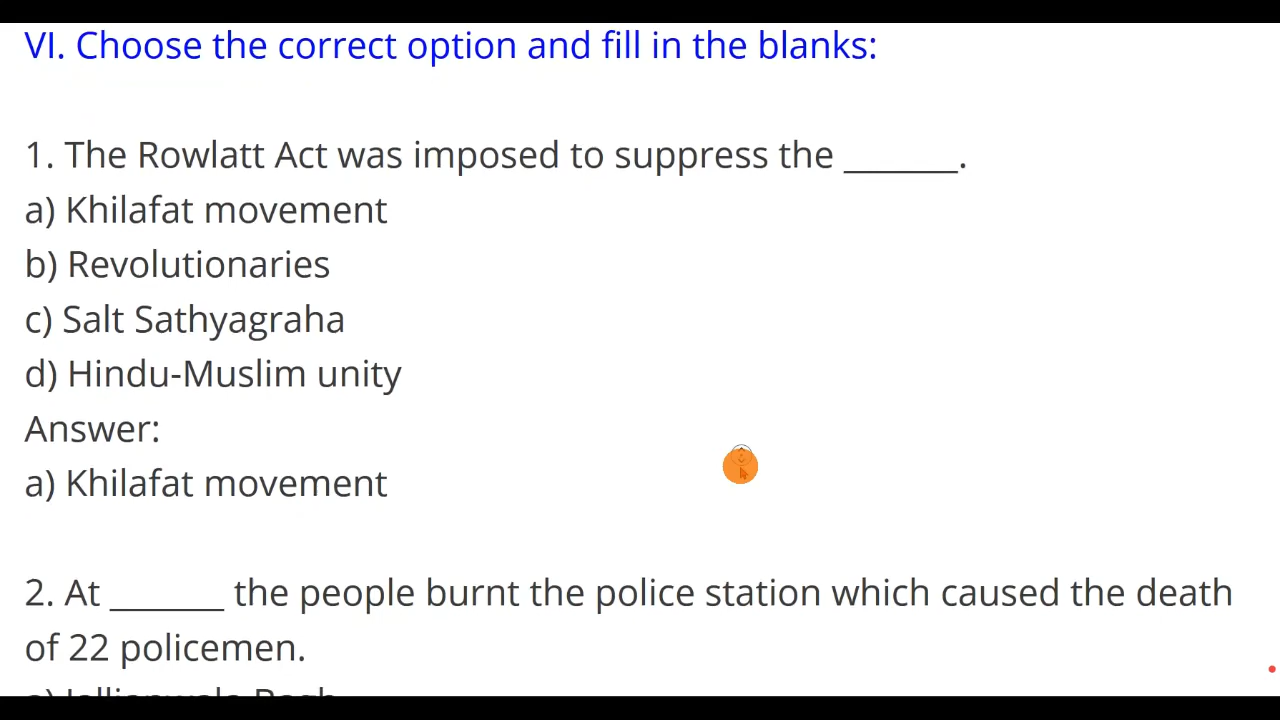 VI. Choose the correct option and fill in the blanks:
1. The Rowlatt Act was imposed to suppress the ______.
a) Khilafat movement
b) Revolutionaries
c) Salt Sathyagraha
d) Hindu-Muslim unity
Answer:
a) Khilafat movement
2. At ______ the people burnt the police station which caused the death
of 22 policemen.